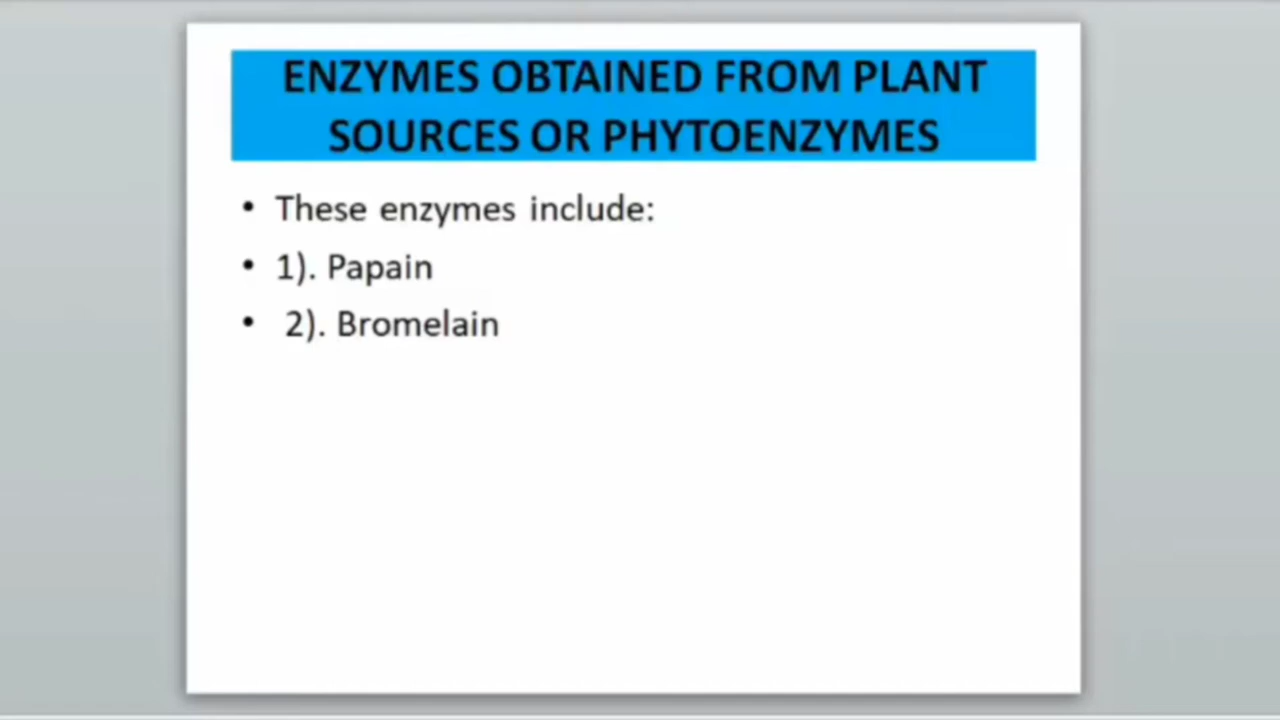 ENZYMES OBTAINED FROM PLANT
SOURCES OR PHYTOENZYMES
• These enzymes include:
• 1). Papain
• 2). Bromelain